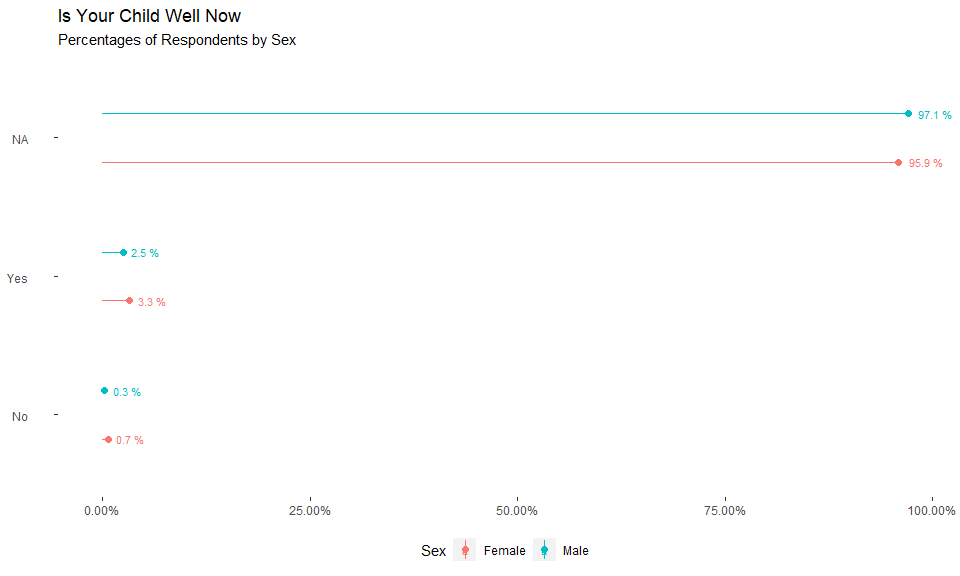 Is Your Child Well Now
Percentages of Respondents by Sex
NA
97.1 %
95.9 %
Yes
2.5 %
3.3 %
No
0.3 %
0.7 %
0.00% 25.00% 50.00% 75.00% 100.00%
Sex Female Male